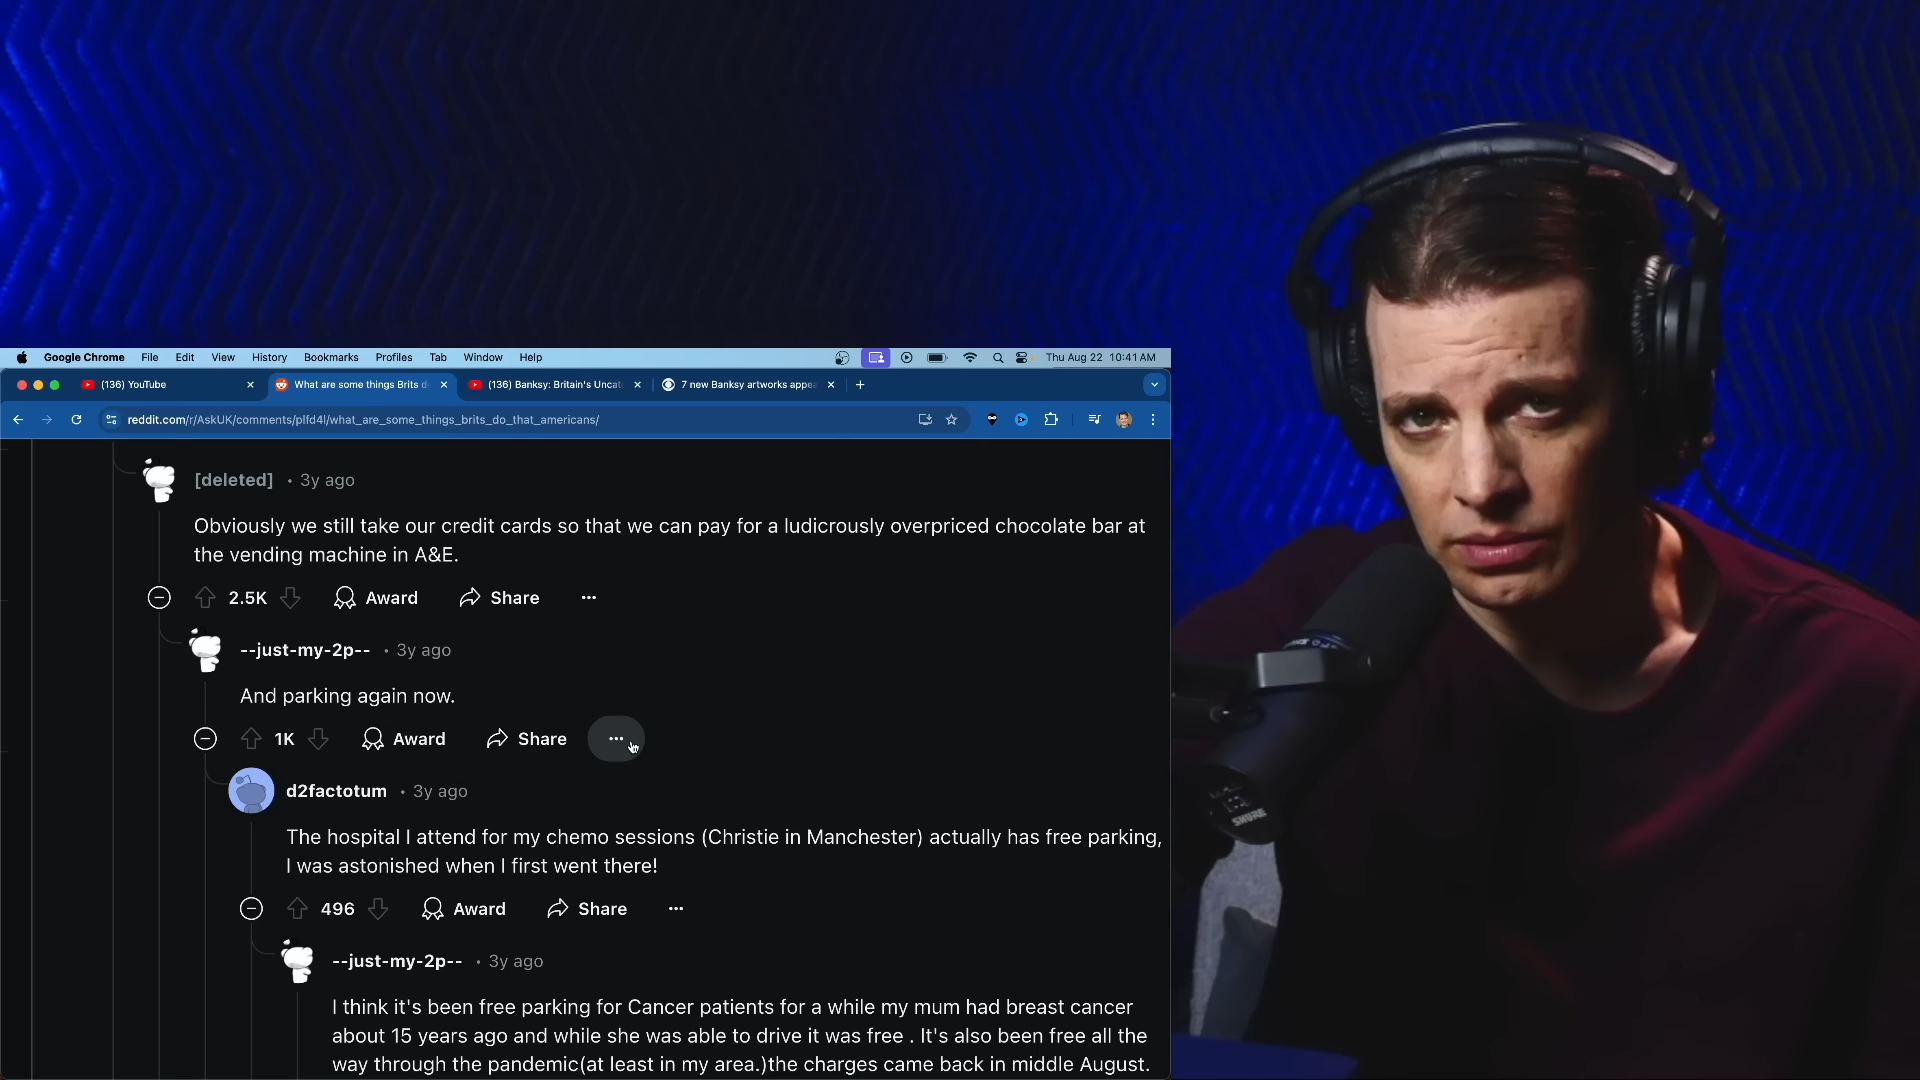 Google Chrome File Edit View History Bookmarks Profiles Tab Window Help Thu Aug 22 10:41 AM
(136) YouTube What are some things Brits d (136) Banksy: Britain's Uncat 7 new Banksy artworks appea
reddit.com/r/AskUK/comments/plfd4l/what_are_some_things_brits_do_that_americans/
[deleted] • 3y ago
Obviously we still take our credit cards so that we can pay for a ludicrously overpriced chocolate bar at
the vending machine in A&E.
2.5K Award Share
--just-my-2p-- • 3y ago
And parking again now.
1K Award Share
d2factotum • 3y ago
The hospital I attend for my chemo sessions (Christie in Manchester) actually has free parking,
I was astonished when I first went there!
496 Award Share
--just-my-2p-- • 3y ago
I think it's been free parking for Cancer patients for a while my mum had breast cancer
about 15 years ago and while she was able to drive it was free . It's also been free all the
way through the pandemic(at least in my area.)the charges came back in middle August.
SHURE